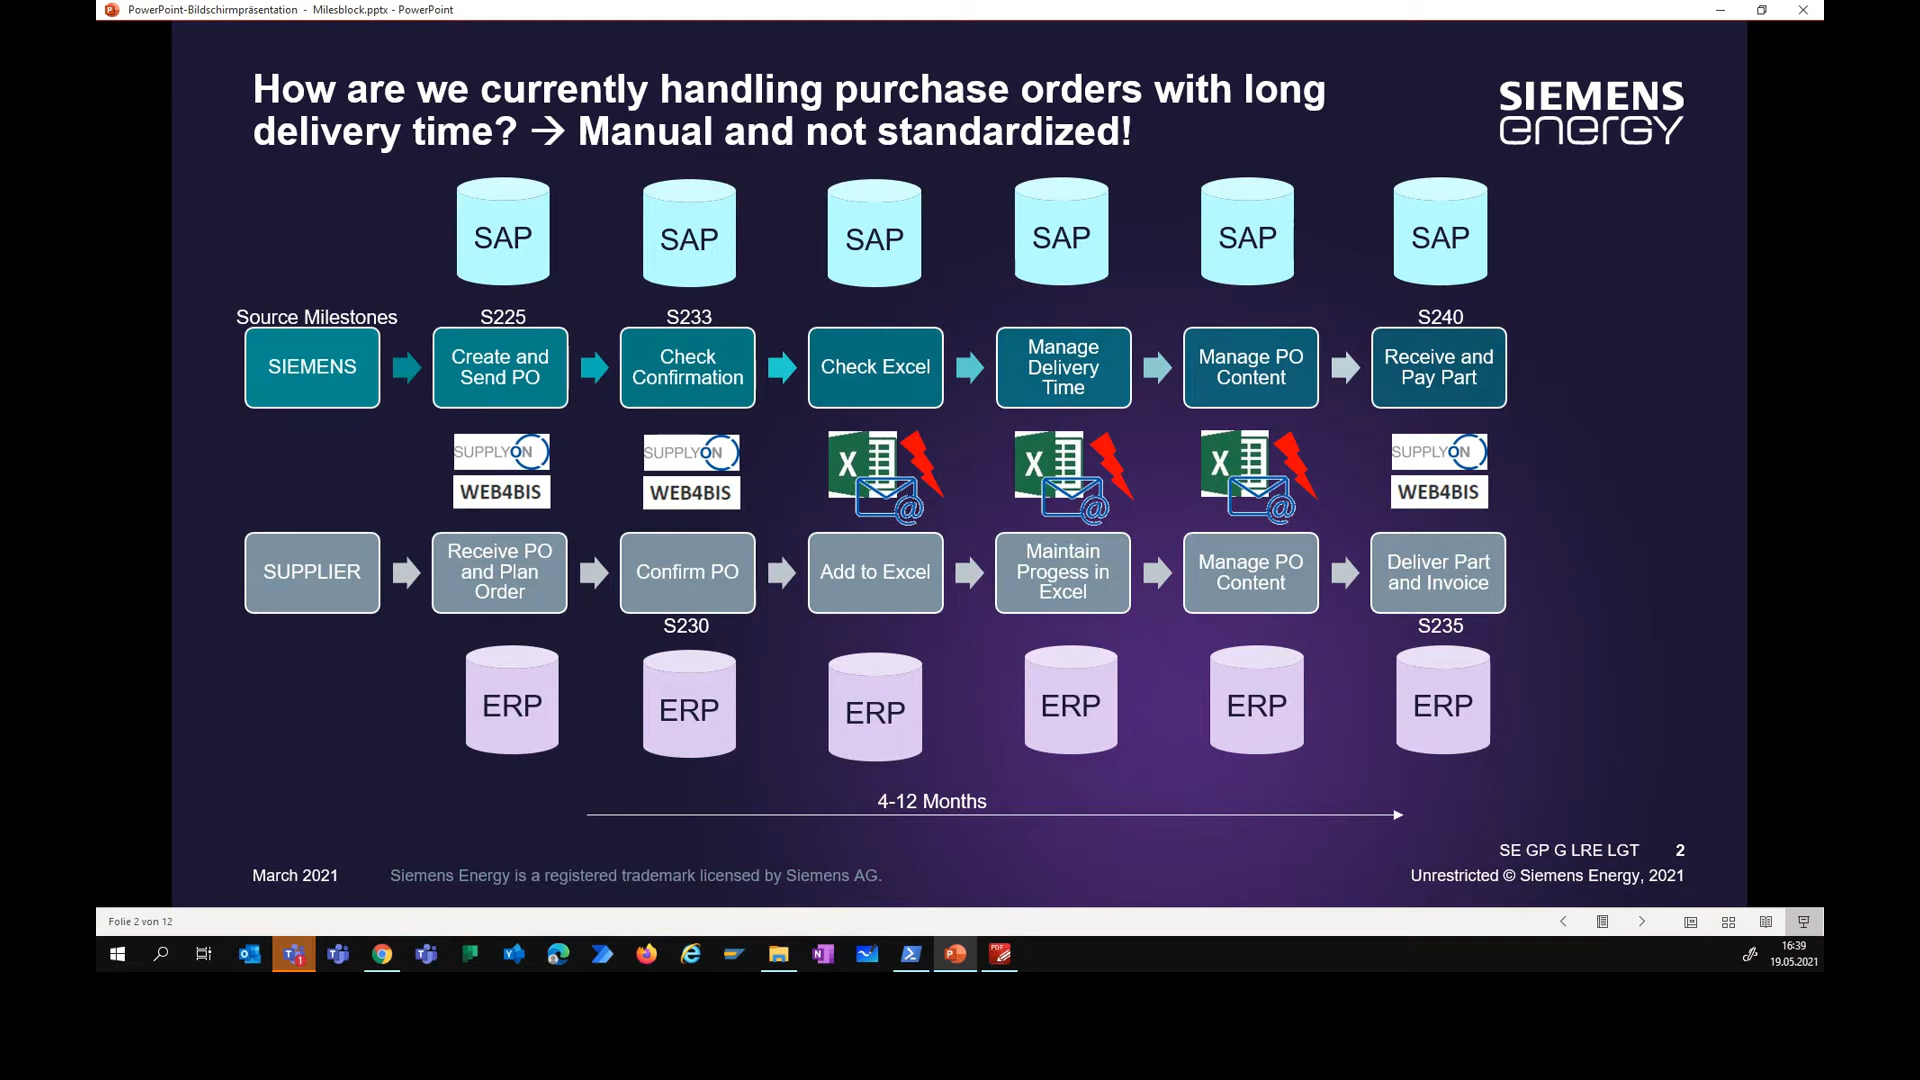 PowerPoint-Bildschirmpräsentation - Milesblock.pptx - PowerPoint
How are we currently handling purchase orders with long
delivery time? → Manual and not standardized!
SIEMENS
energy
SAP
SAP
SAP
SAP
SAP
SAP
Source Milestones
S225
S233
S240
SIEMENS
Create and
Send PO
Check
Confirmation
Check Excel
Manage
Delivery
Time
Manage PO
Content
Receive and
Pay Part
SUPPLYON
WEB4BIS
SUPPLYON
WEB4BIS
X
@
X
@
X
@
SUPPLYON
WEB4BIS
SUPPLIER
Receive PO
and Plan
Order
Confirm PO
Add to Excel
Maintain
Progess in
Excel
Manage PO
Content
Deliver Part
and Invoice
S230
S235
ERP
ERP
ERP
ERP
ERP
ERP
4-12 Months
SE GP G LRE LGT 2
March 2021
Siemens Energy is a registered trademark licensed by Siemens AG.
Unrestricted © Siemens Energy, 2021
Folie 2 von 12
16:39
19.05.2021